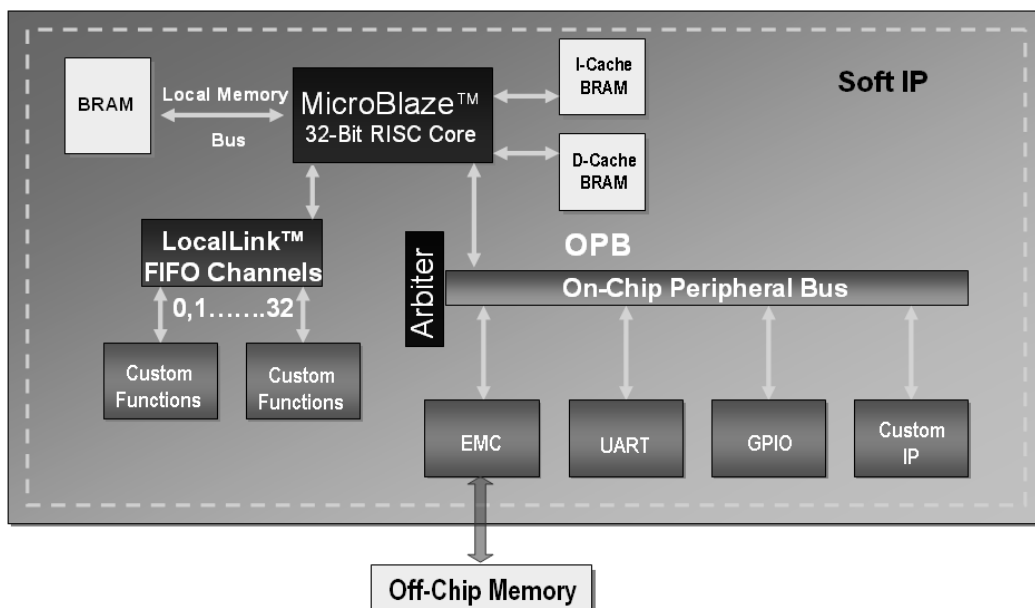 BRAM
Local Memory
Bus
MicroBlaze™
32-Bit RISC Core
I-Cache
BRAM
D-Cache
BRAM
Soft IP
LocalLink™
FIFO Channels
0,1.......32
Custom
Functions
Custom
Functions
Arbiter
OPB
On-Chip Peripheral Bus
EMC
UART
GPIO
Custom
IP
Off-Chip Memory